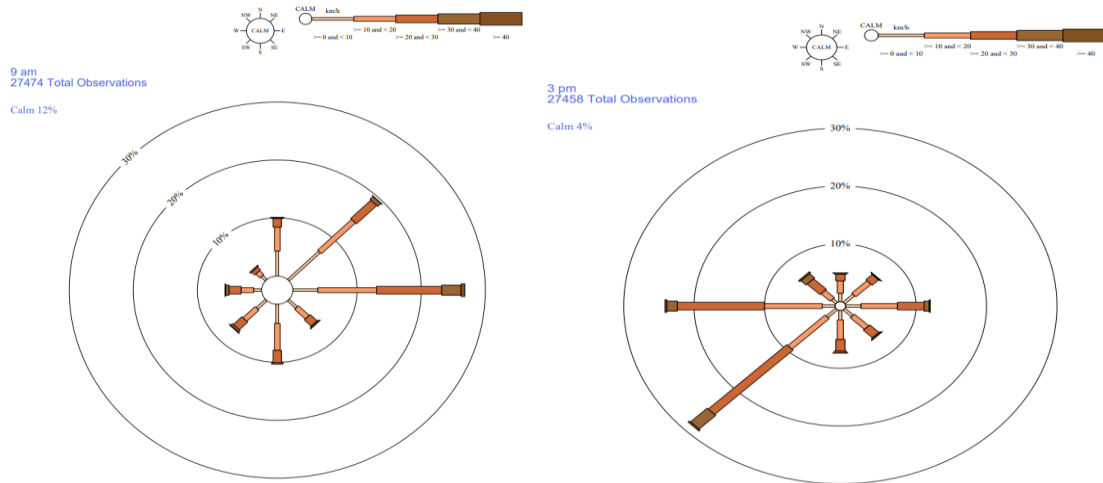 CALM km/h
N
NW NE
W CALM E
SW SE
S
>= 10 and < 20 >=30 and < 40
>= 0 and < 10 >= 20 and < 30 >= 40
9 am
27474 Total Observations
Calm 12%
30%
20%
10%
CALM km/h
N
NW NE
W CALM E
SW SE
S
>= 10 and < 20 >= 30 and < 40
>= 0 and < 10 >= 20 and < 30 >= 40
3 pm
27458 Total Observations
Calm 4%
30%
20%
10%